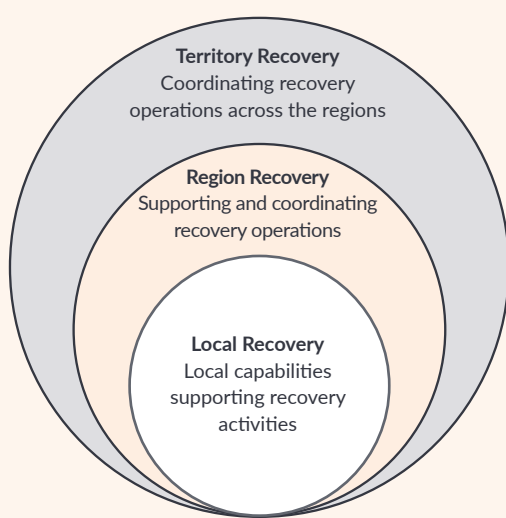 Territory Recovery
Coordinating recovery
operations across the regions
Region Recovery
Supporting and coordinating
recovery operations
Local Recovery
Local capabilities
supporting recovery
activities